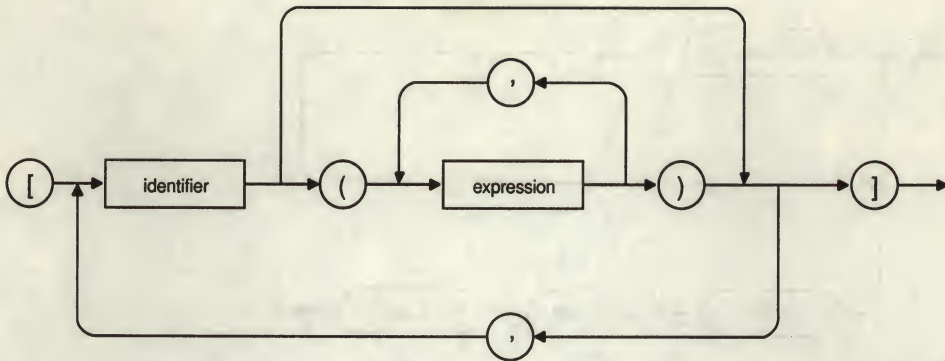 ,
[ identifier ( expression ) ]
,